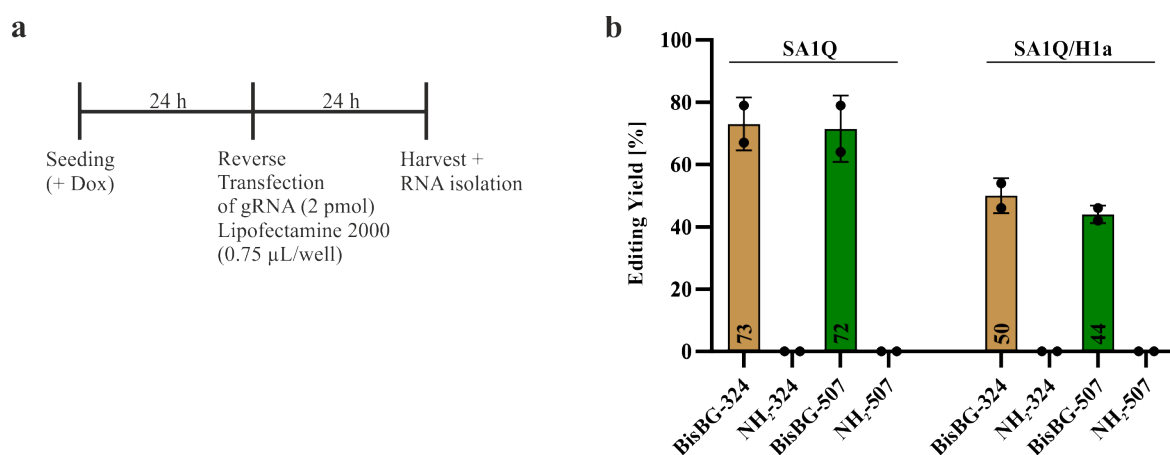 a
24 h
24 h
Seeding
(+ Dox)
Reverse
Transfection
of gRNA (2 pmol)
Lipofectamine 2000
(0.75 µL/well)
Harvest +
RNA isolation
b
Editing Yield [%]
100
80
60
40
20
0
SA1Q
SA1Q/H1a
73
72
50
44
BisBG-324
NH₂-324
BisBG-507
NH₂-507
BisBG-324
NH₂-324
BisBG-507
NH₂-507